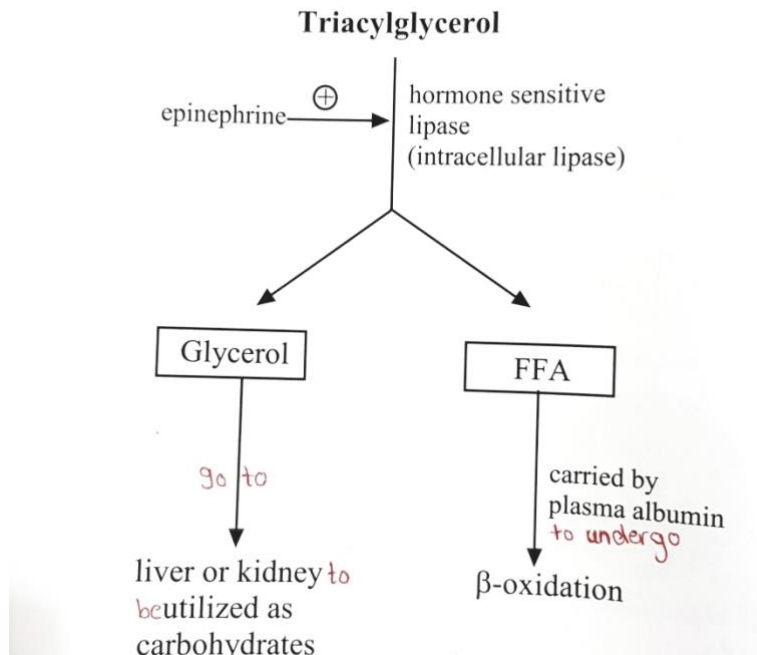 Triacylglycerol
epinephrine
⊕
hormone sensitive
lipase
(intracellular lipase)
Glycerol
FFA
go to
carried by
plasma albumin
to undergo
liver or kidney to
be utilized as
carbohydrates
β-oxidation